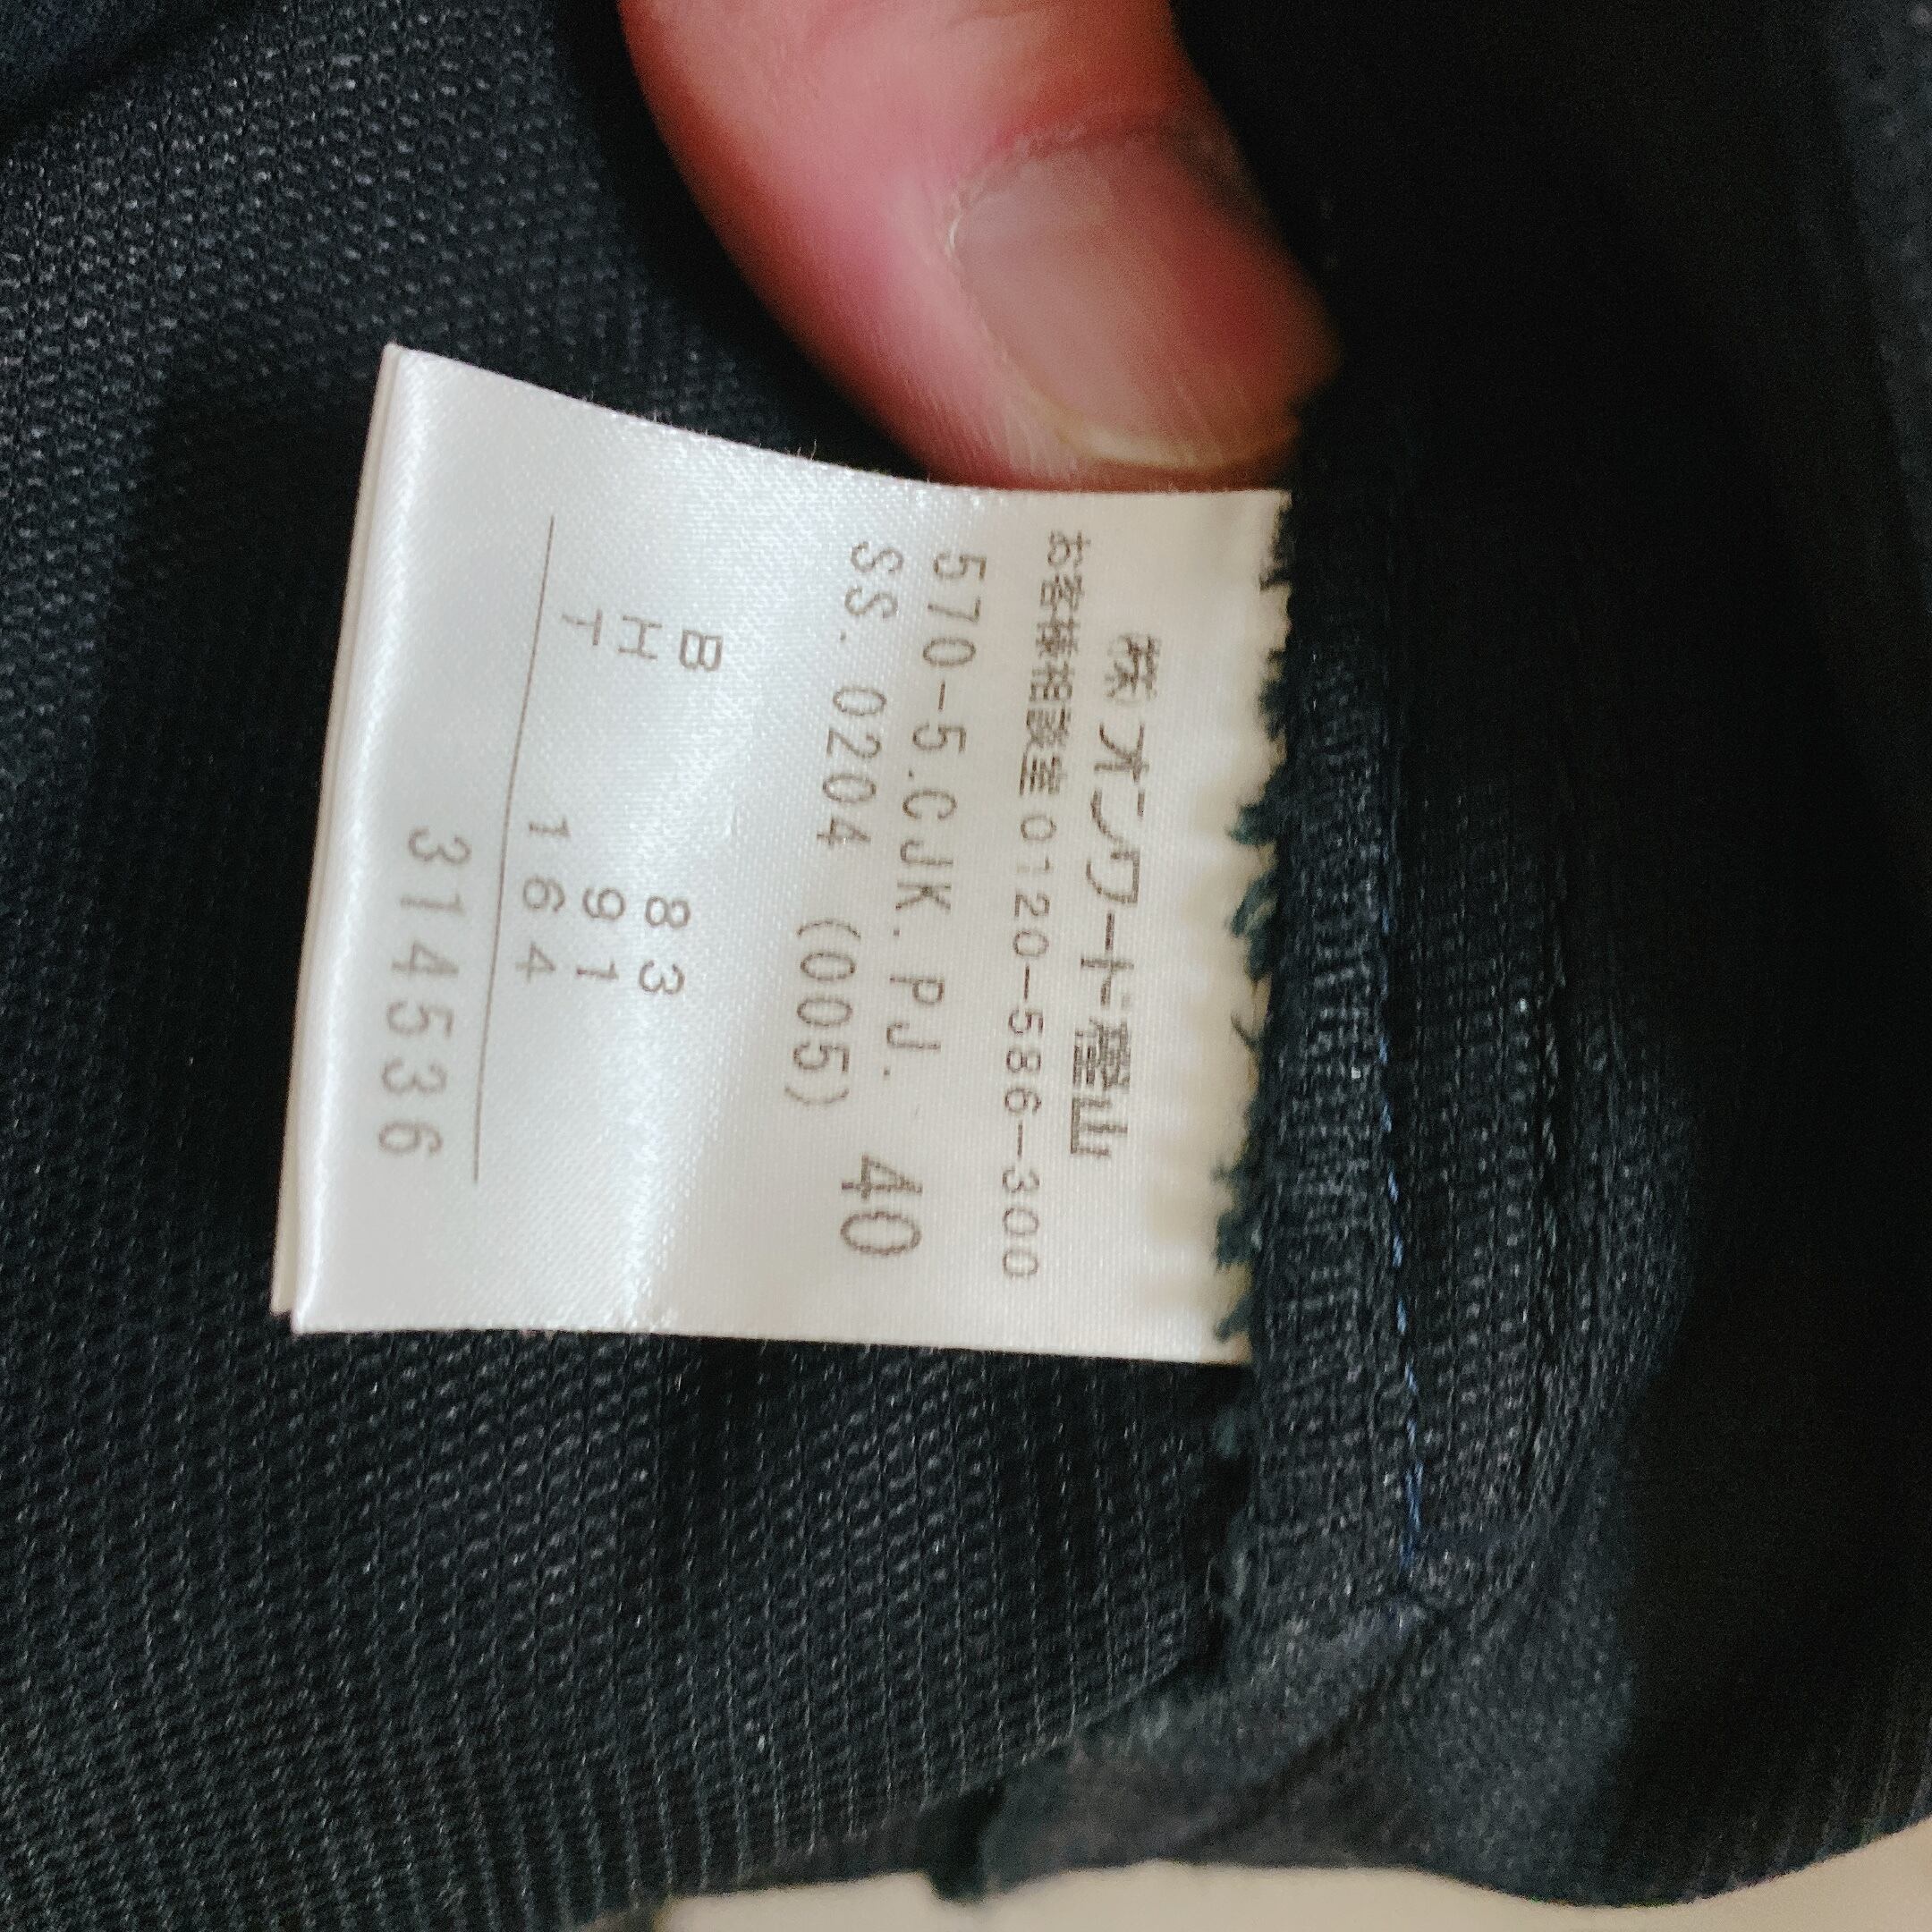 ㈱オンワード樫山
お客様相談室0120-586-300
570-5.CJK.PJ.
SS.0204 (005) 40
B 83
H 91
T 164
314536